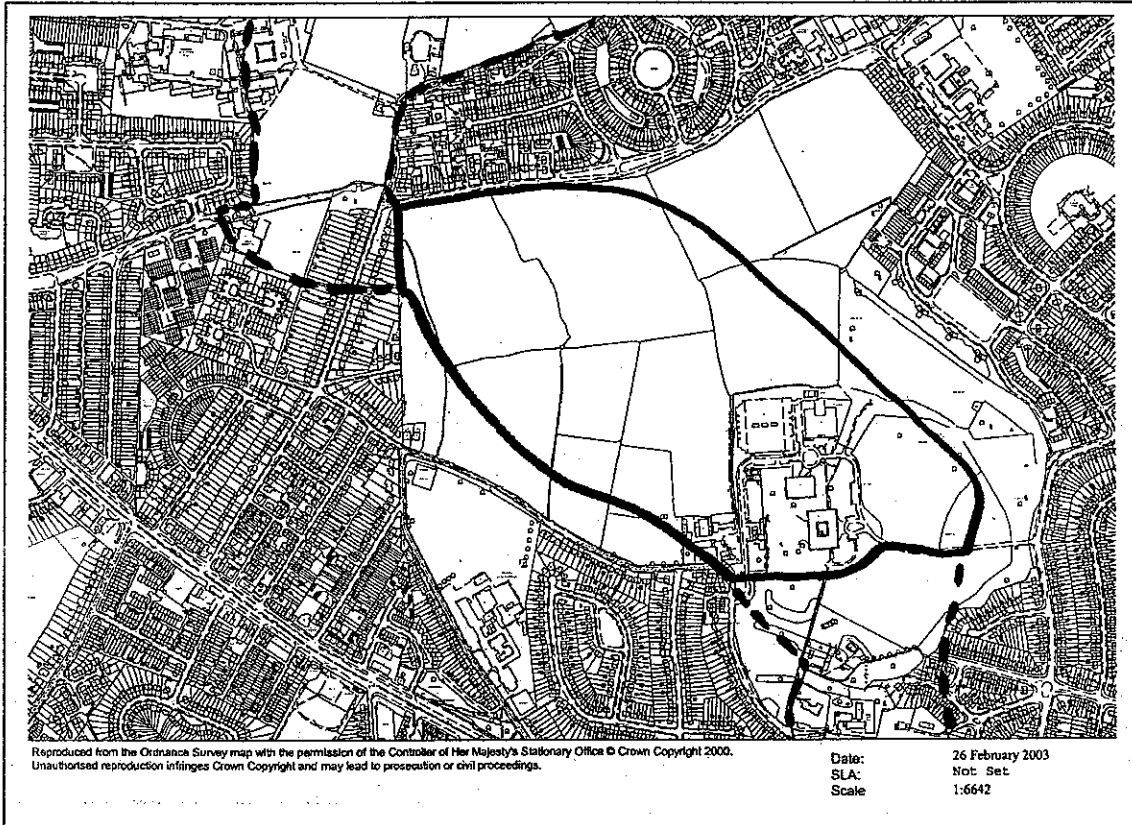 Reproduced from the Ordnance Survey map with the permission of the Controller of Her Majesty's Stationary Office © Crown Copyright 2000.
Unauthorised reproduction infringes Crown Copyright and may lead to prosecution or civil proceedings.
Date: 26 February 2003
SLA: Not Set
Scale 1:6642